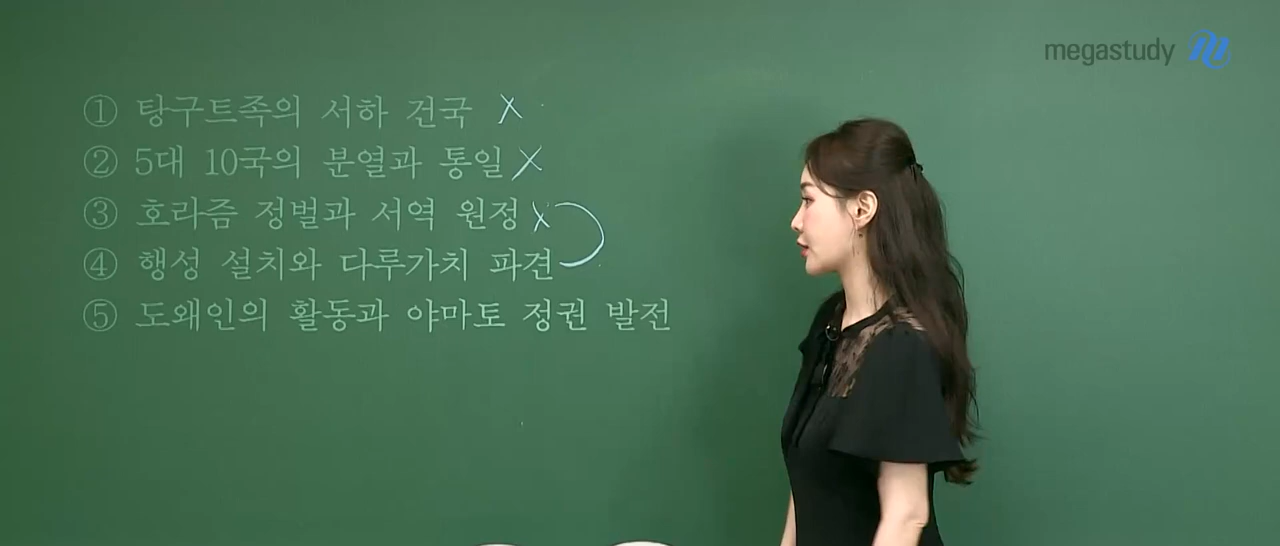 megastudy
① 탕구트족의 서하 건국 X
② 5대 10국의 분열과 통일 X
③ 호라즘 정벌과 서역 원정 X
④ 행성 설치와 다루가치 파견
⑤ 도왜인의 활동과 야마토 정권 발전